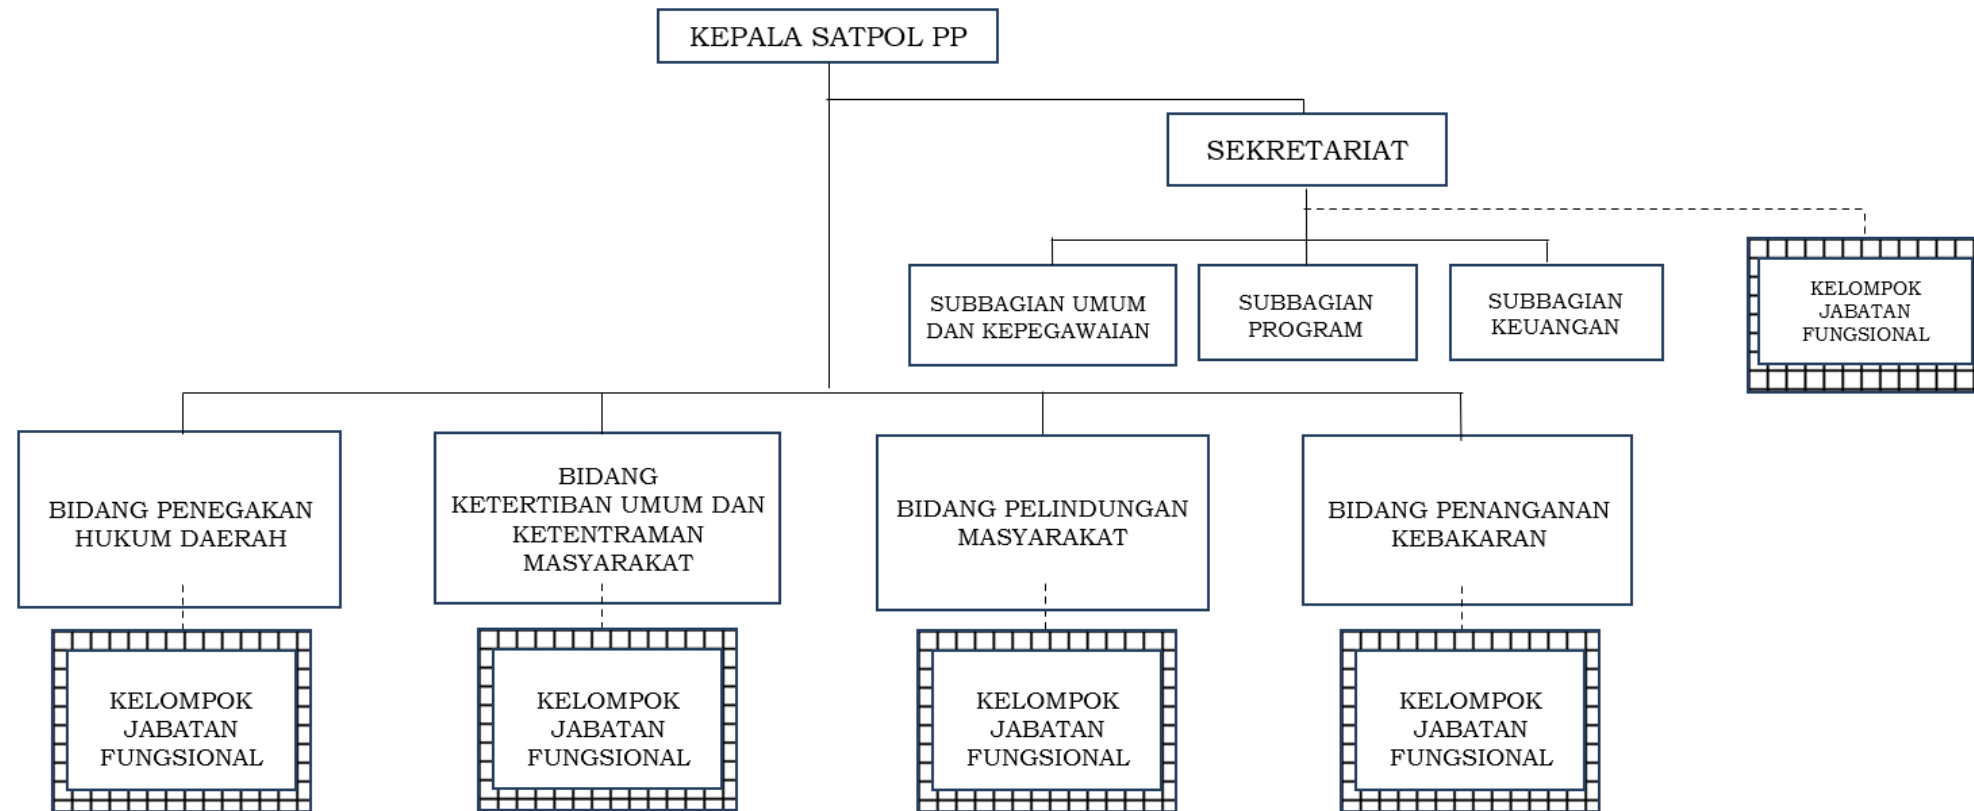 KEPALA SATPOL PP
SEKRETARIAT
SUBBAGIAN UMUM
DAN KEPEGAWAIAN
SUBBAGIAN
PROGRAM
SUBBAGIAN
KEUANGAN
KELOMPOK
JABATAN
FUNGSIONAL
BIDANG PENEGAKAN
HUKUM DAERAH
BIDANG
KETERTIBAN UMUM DAN
KETENTRAMAN
MASYARAKAT
BIDANG PELINDUNGAN
MASYARAKAT
BIDANG PENANGANAN
KEBAKARAN
KELOMPOK
JABATAN
FUNGSIONAL
KELOMPOK
JABATAN
FUNGSIONAL
KELOMPOK
JABATAN
FUNGSIONAL
KELOMPOK
JABATAN
FUNGSIONAL